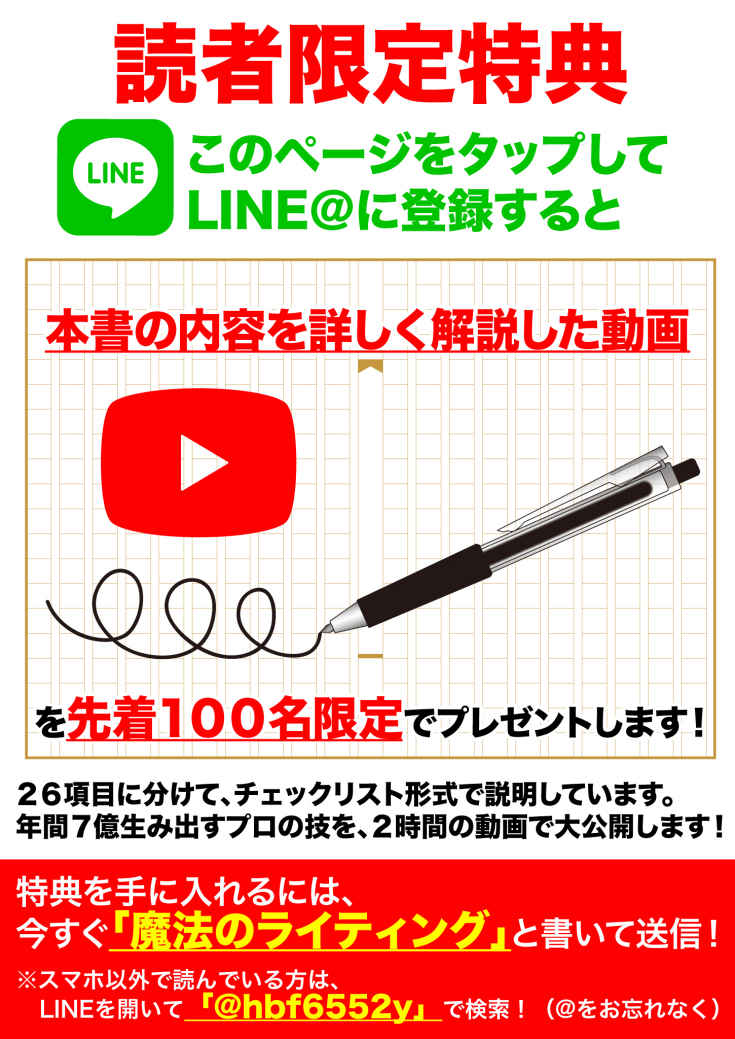 読者限定特典
LINE
このページをタップして
LINE@に登録すると
本書の内容を詳しく解説した動画
を先着100名限定でプレゼントします!
26項目に分けて、チェックリスト形式で説明しています。
年間7億生み出すプロの技を、2時間の動画で大公開します!
特典を手に入れるには、
今すぐ「魔法のライティング」と書いて送信!
※スマホ以外で読んでいる方は、
LINEを開いて「@hbf6552y」で検索!(@をお忘れなく)